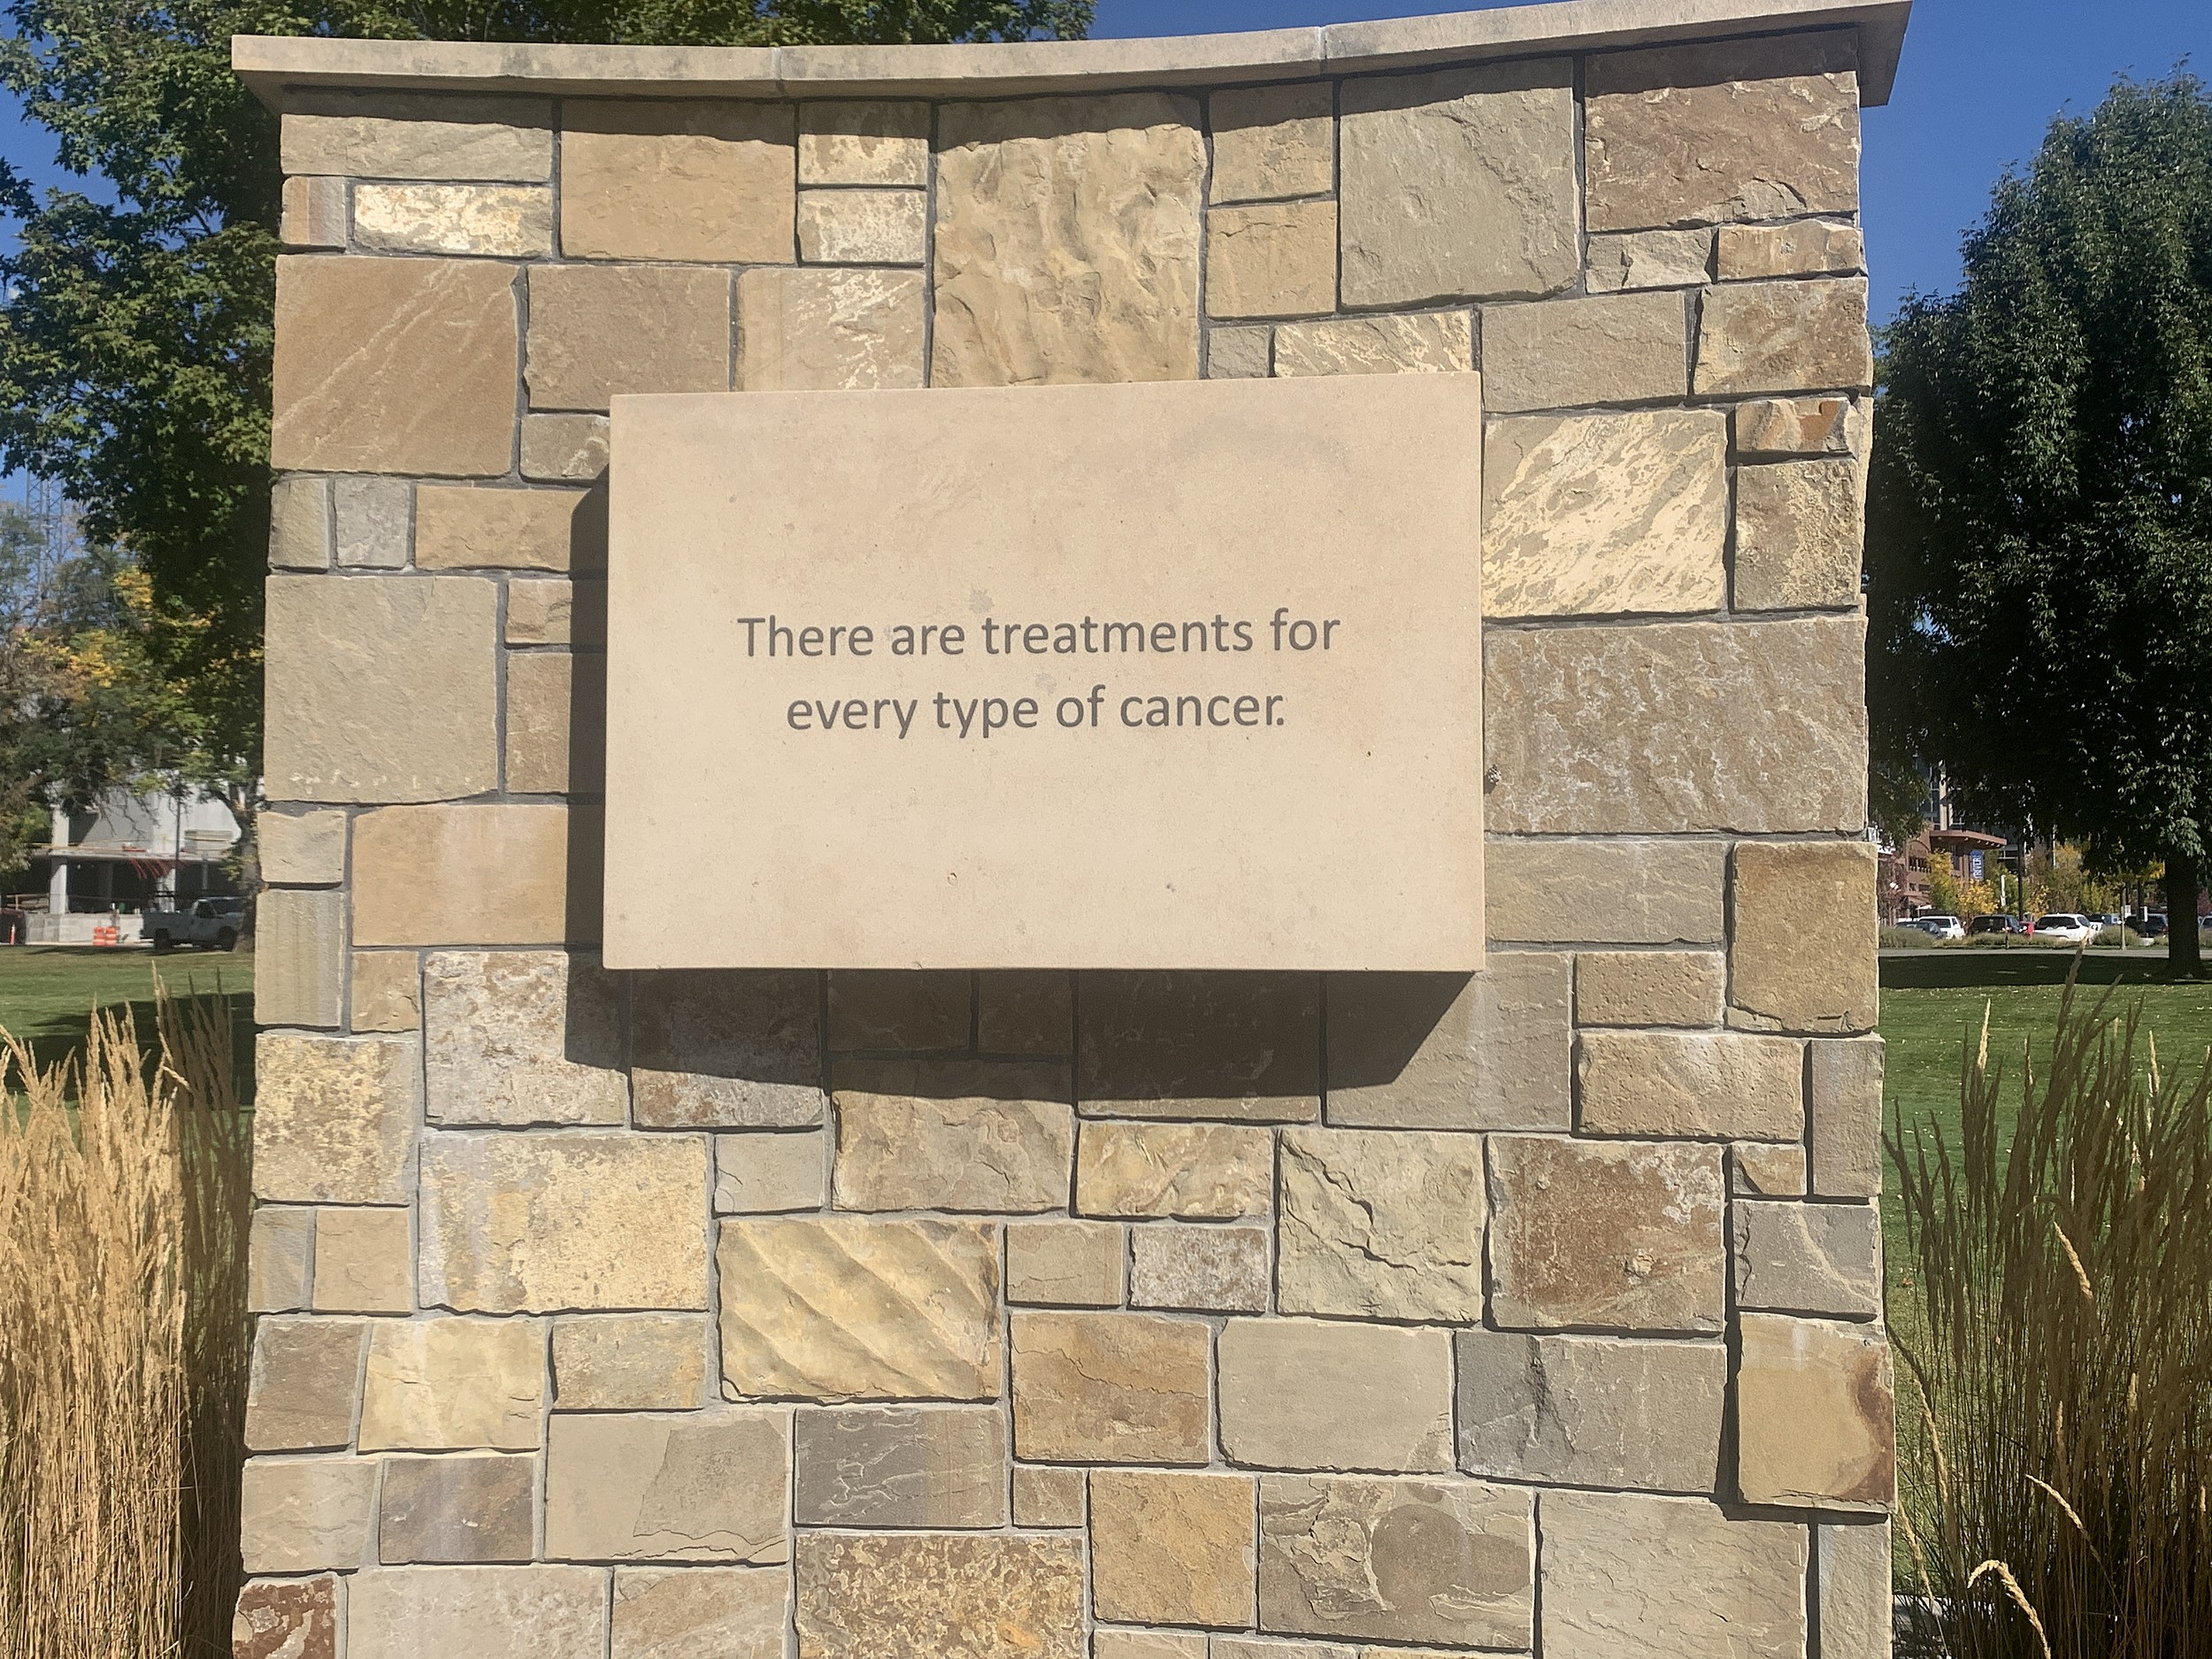 There are treatments for
every type of cancer.